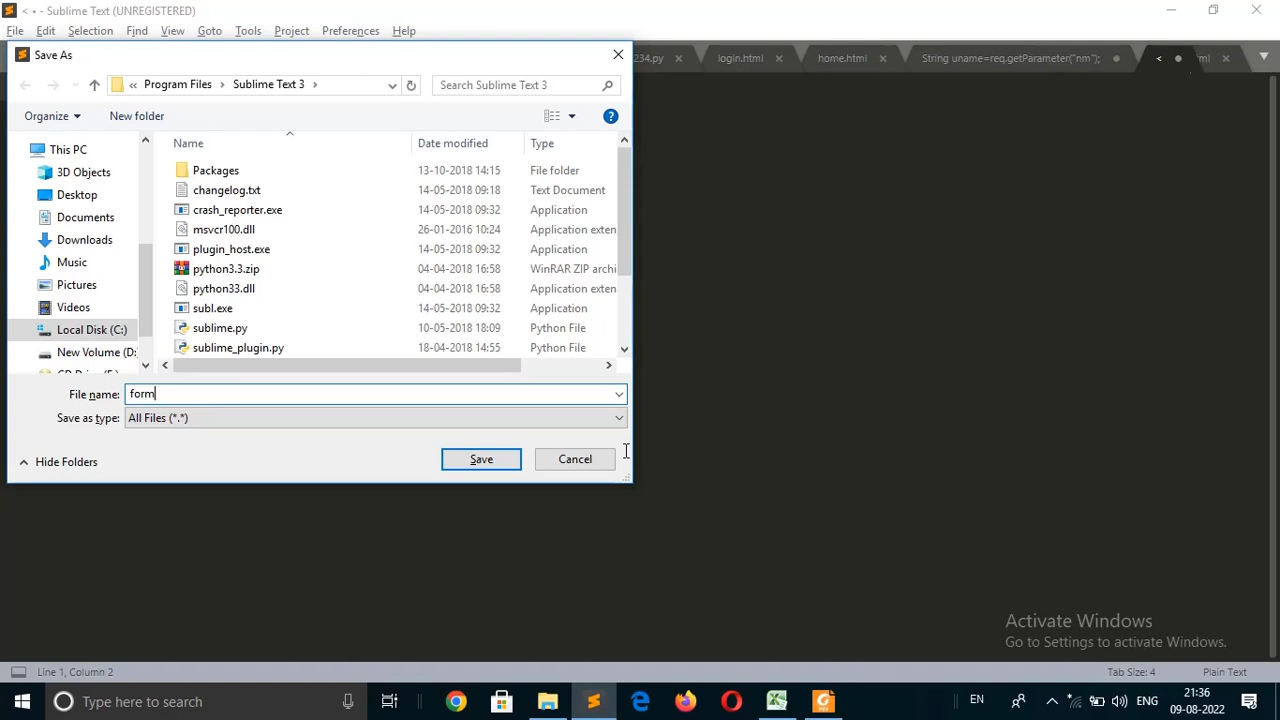 < • - Sublime Text (UNREGISTERED)
File Edit Selection Find View Goto Tools Project Preferences Help
Save As
234.py login.html home.html String uname=req.getParameter("nm"); <
« Program Files Sublime Text 3 Search Sublime Text 3
Organize New folder
Name Date modified Type
This PC
3D Objects
Desktop
Documents
Downloads
Music
Pictures
Videos
Local Disk (C:)
New Volume (D:
Packages 13-10-2018 14:15 File folder
changelog.txt 14-05-2018 09:18 Text Document
crash_reporter.exe 14-05-2018 09:32 Application
msvcr100.dll 26-01-2016 10:24 Application exten
plugin_host.exe 14-05-2018 09:32 Application
python3.3.zip 04-04-2018 16:58 WinRAR ZIP archi
python33.dll 04-04-2018 16:58 Application exten
subl.exe 14-05-2018 09:32 Application
sublime.py 10-05-2018 18:09 Python File
sublime_plugin.py 18-04-2018 14:55 Python File
File name: form
Save as type: All Files (*.*)
Hide Folders Save Cancel
Activate Windows
Go to Settings to activate Windows.
Line 1, Column 2 Tab Size: 4 Plain Text
Type here to search EN ENG 21:36
09-08-2022